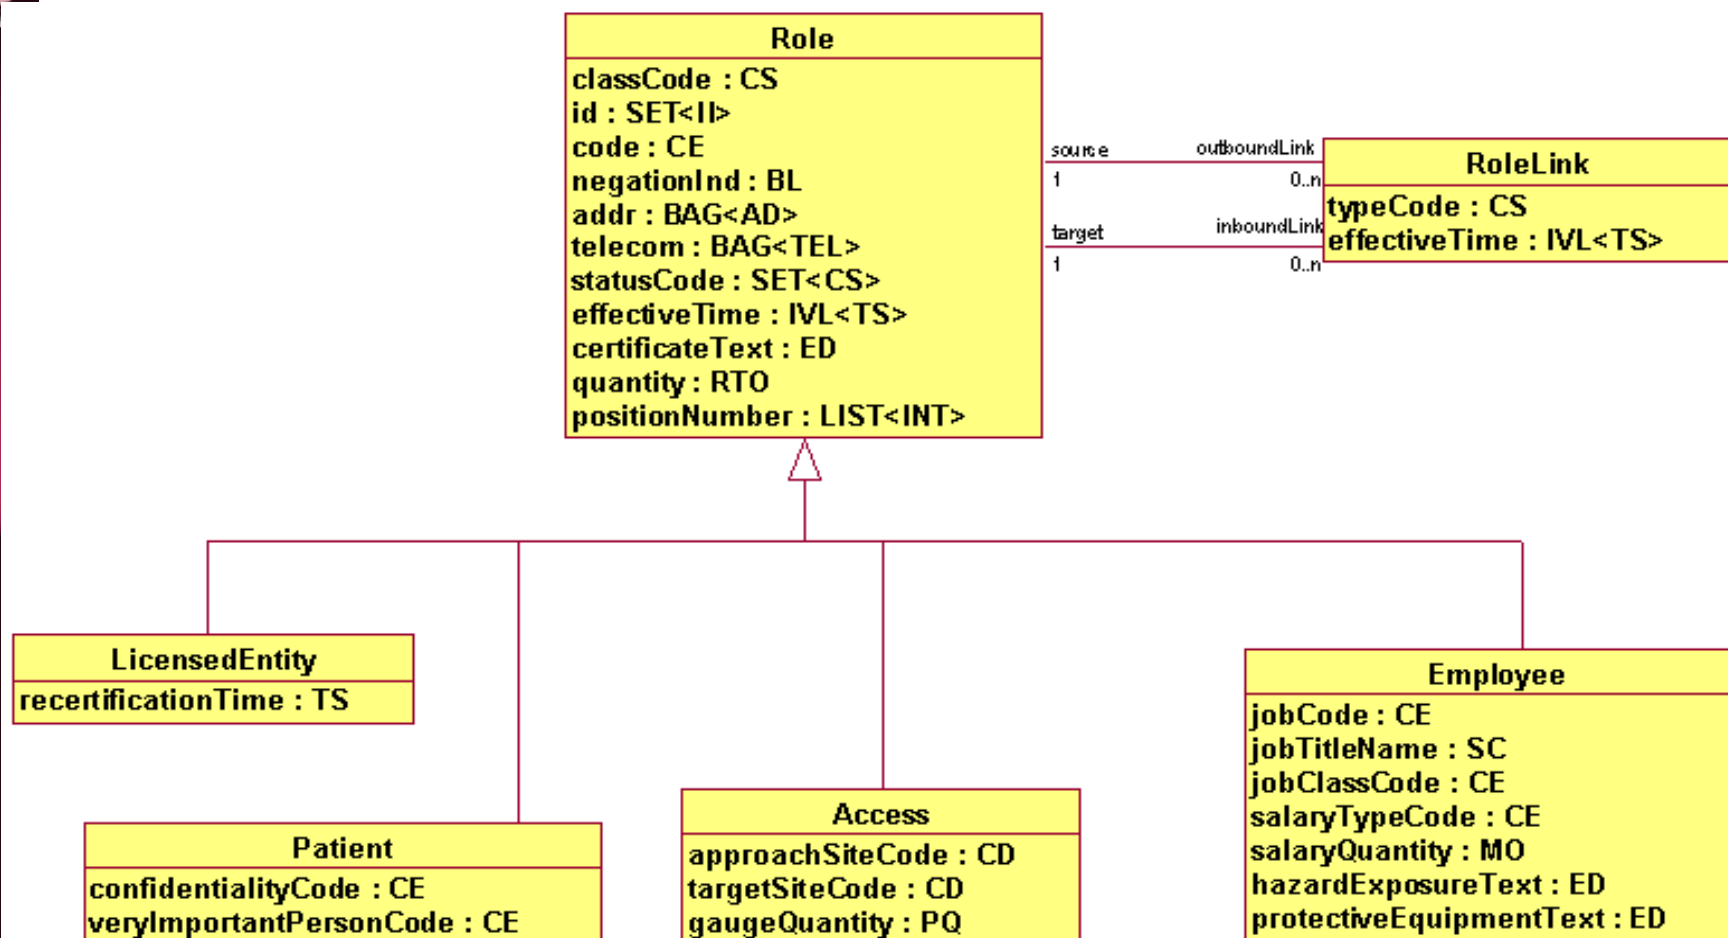 Role
classCode : CS
id : SET<II>
code : CE
negationInd : BL
addr : BAG<AD>
telecom : BAG<TEL>
statusCode : SET<CS>
effectiveTime : IVL<TS>
certificateText : ED
quantity : RTO
positionNumber : LIST<INT>
source outboundLink
1 0..n
target inboundLink
1 0..n
RoleLink
typeCode : CS
effectiveTime : IVL<TS>
LicensedEntity
recertificationTime : TS
Patient
confidentialityCode : CE
veryImportantPersonCode : CE
Access
approachSiteCode : CD
targetSiteCode : CD
gaugeQuantity : PQ
Employee
jobCode : CE
jobTitleName : SC
jobClassCode : CE
salaryTypeCode : CE
salaryQuantity : MO
hazardExposureText : ED
protectiveEquipmentText : ED